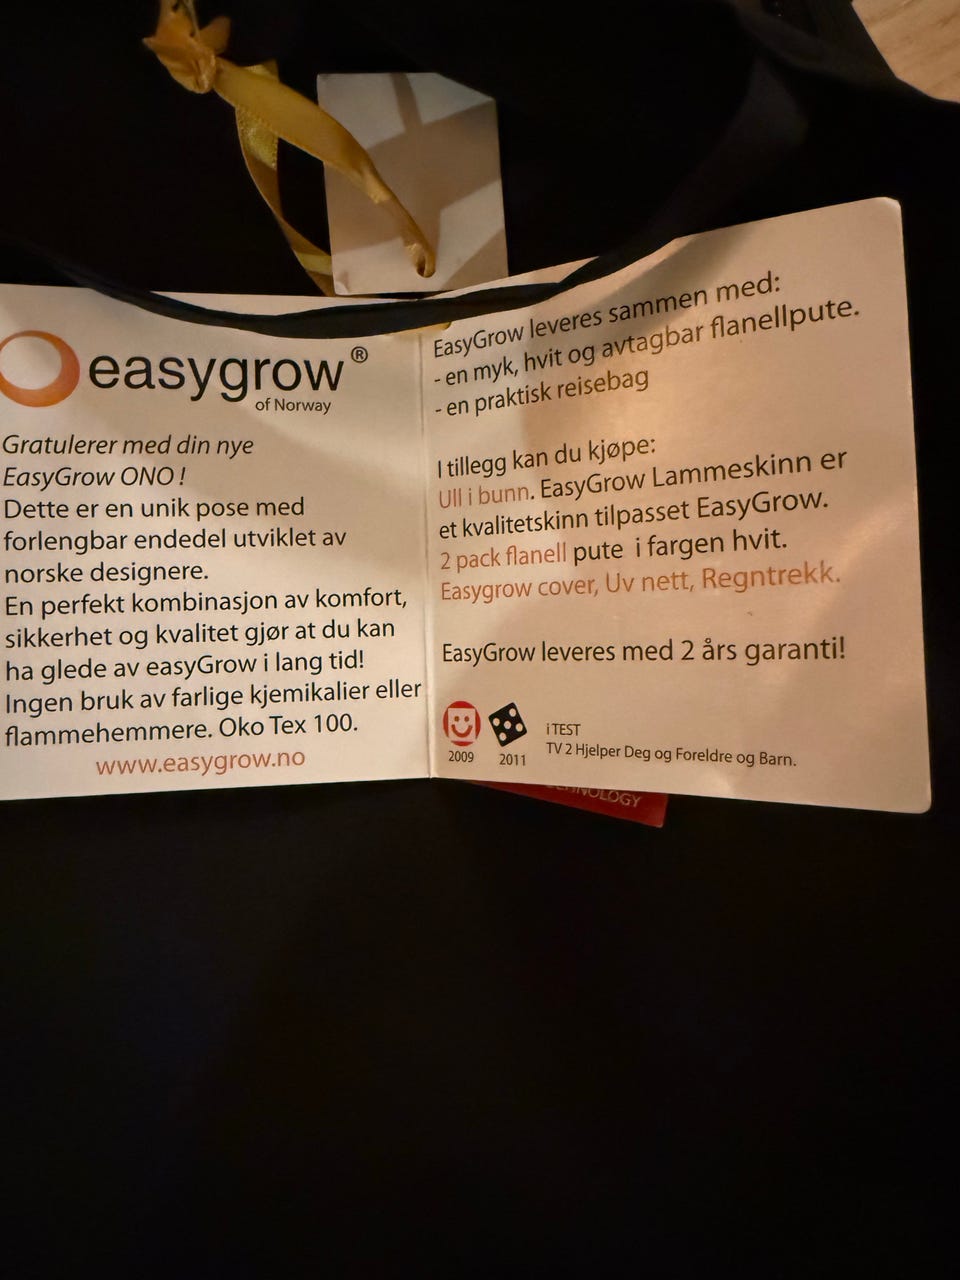 easygrow®
of Norway
Gratulerer med din nye
EasyGrow ONO !
Dette er en unik pose med
forlengbar endedel utviklet av
norske designere.
En perfekt kombinasjon av komfort,
sikkerhet og kvalitet gjør at du kan
ha glede av easyGrow i lang tid!
Ingen bruk av farlige kjemikalier eller
flammehemmere. Oko Tex 100.
www.easygrow.no
EasyGrow leveres sammen med:
- en myk, hvit og avtagbar flanellpute.
- en praktisk reisebag
I tillegg kan du kjøpe:
Ull i bunn. EasyGrow Lammeskinn er
et kvalitetskinn tilpasset EasyGrow.
2 pack flanell pute i fargen hvit.
Easygrow cover, Uv nett, Regntrekk.
EasyGrow leveres med 2 års garanti!
2009
2011
i TEST
TV 2 Hjelper Deg og Foreldre og Barn.